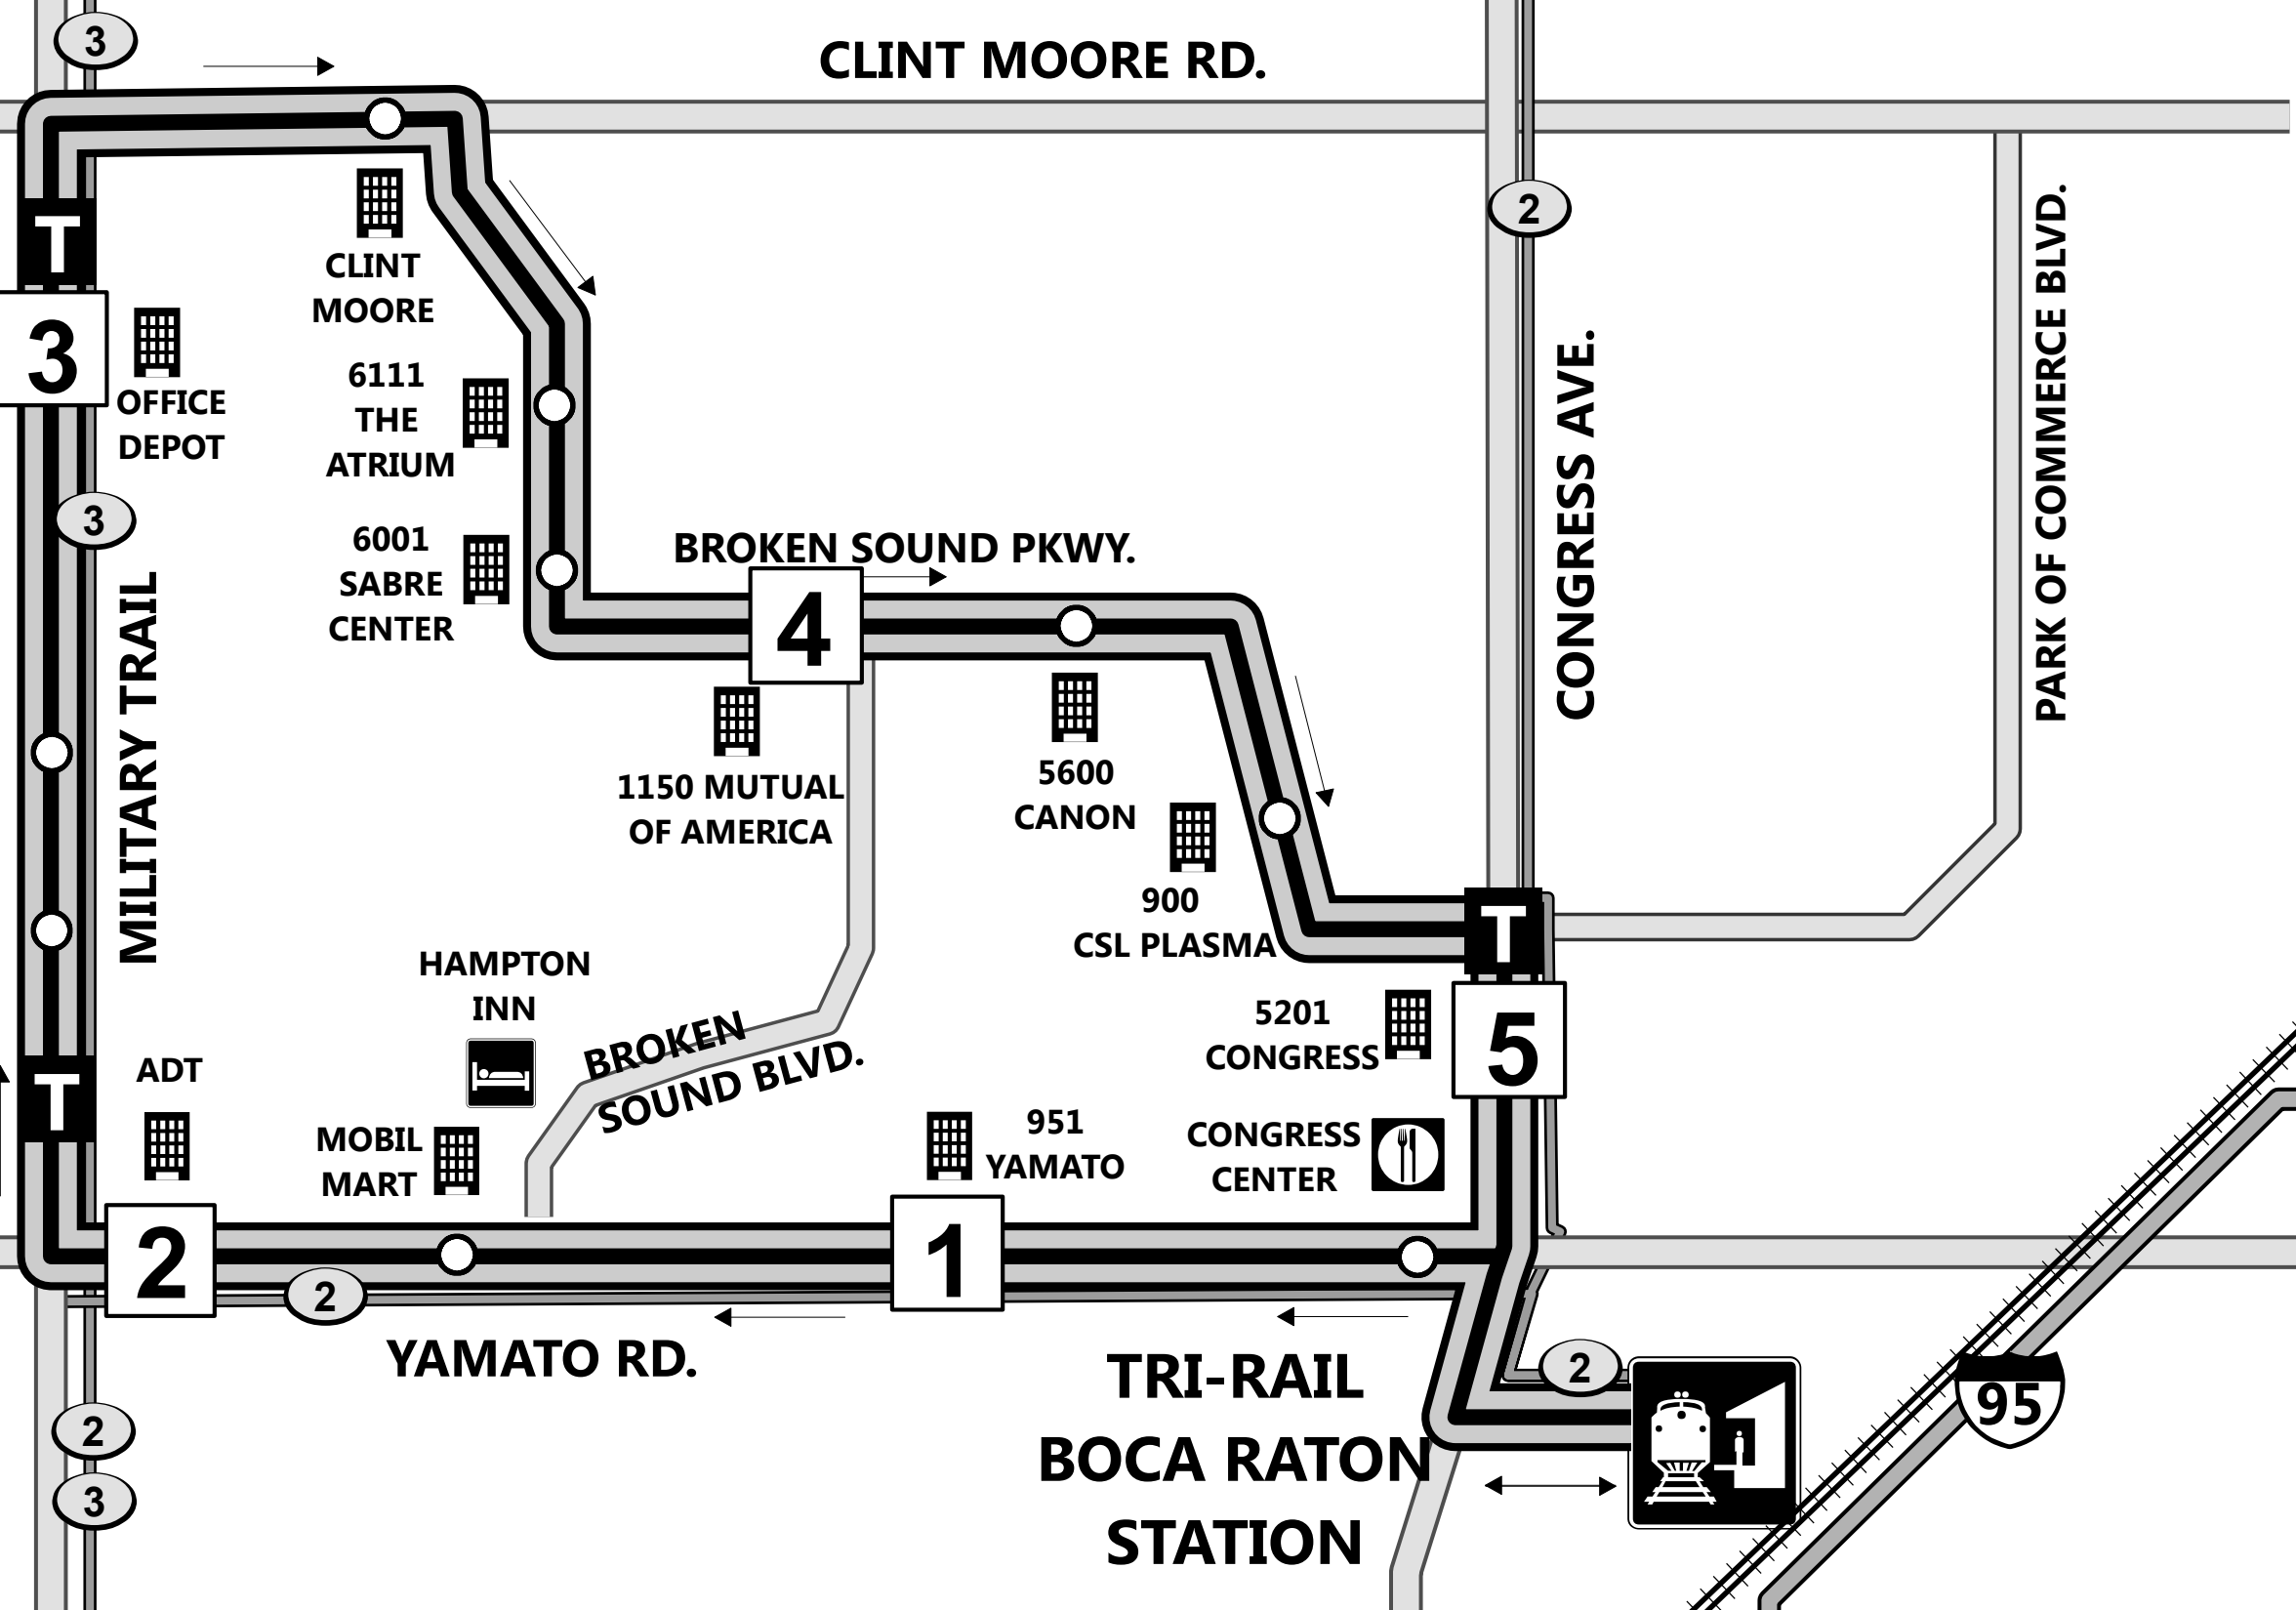 3
CLINT MOORE RD.
2
T
CLINT
MOORE
3
OFFICE
DEPOT
6111
THE
ATRIUM
3
6001
SABRE
CENTER
BROKEN SOUND PKWY.
4
CONGRESS AVE.
PARK OF COMMERCE BLVD.
MILITARY TRAIL
1150 MUTUAL
OF AMERICA
5600
CANON
900
CSL PLASMA
T
HAMPTON
INN
BROKEN
SOUND BLVD.
5201
CONGRESS
5
T
ADT
MOBIL
MART
951
YAMATO
CONGRESS
CENTER
2
1
2
YAMATO RD.
TRI-RAIL
BOCA RATON
STATION
2
95
2
3